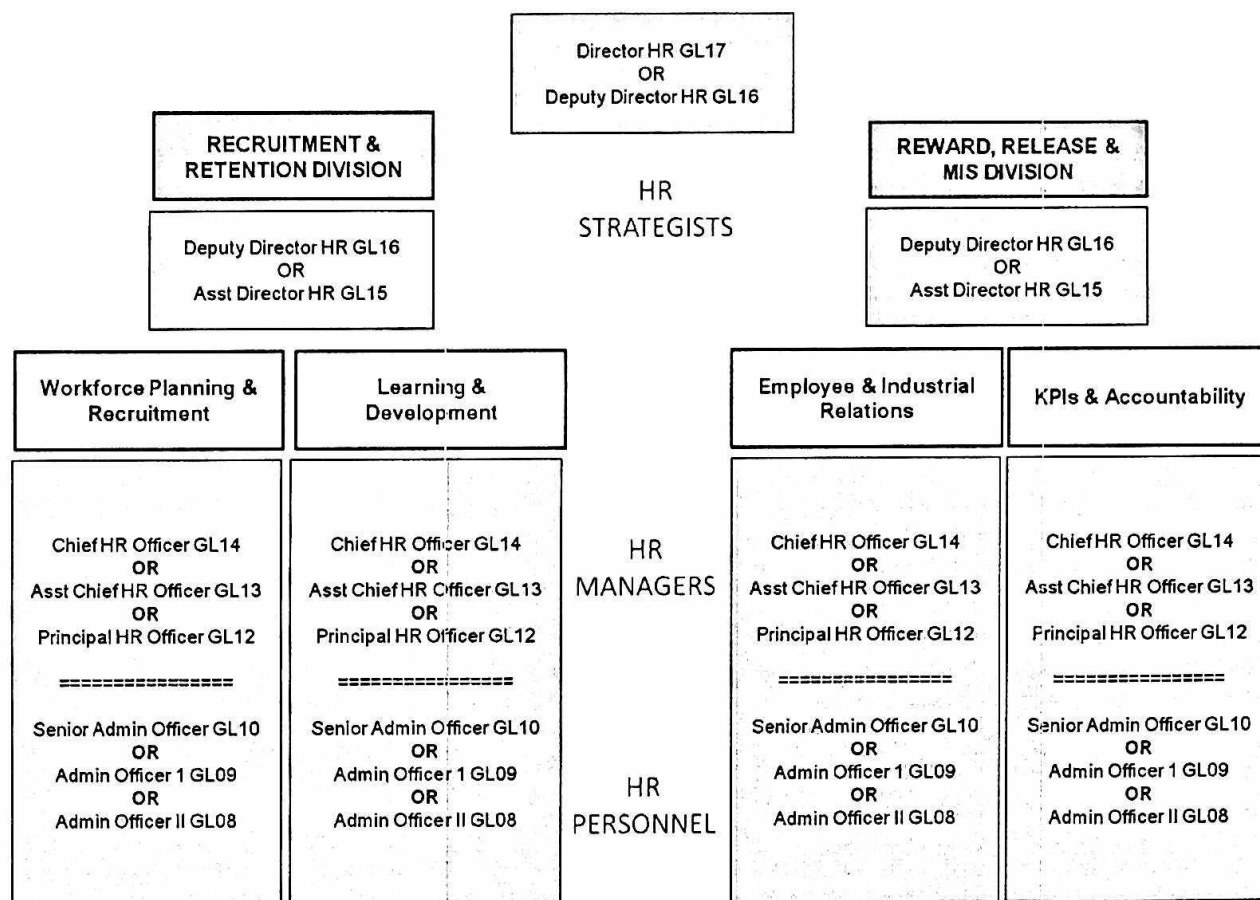 Director HR GL17
OR
Deputy Director HR GL16
RECRUITMENT &
RETENTION DIVISION
REWARD, RELEASE &
MIS DIVISION
HR
STRATEGISTS
Deputy Director HR GL16
OR
Asst Director HR GL15
Deputy Director HR GL16
OR
Asst Director HR GL15
Workforce Planning &
Recruitment
Learning &
Development
Employee & Industrial
Relations
KPIs & Accountability
Chief HR Officer GL14
OR
Asst Chief HR Officer GL13
OR
Principal HR Officer GL12
=================
Senior Admin Officer GL10
OR
Admin Officer 1 GL09
OR
Admin Officer II GL08
Chief HR Officer GL14
OR
Asst Chief HR Officer GL13
OR
Principal HR Officer GL12
=================
Senior Admin Officer GL10
OR
Admin Officer 1 GL09
OR
Admin Officer II GL08
HR
MANAGERS
HR
PERSONNEL
Chief HR Officer GL14
OR
Asst Chief HR Officer GL13
OR
Principal HR Officer GL12
=================
Senior Admin Officer GL10
OR
Admin Officer 1 GL09
OR
Admin Officer II GL08
Chief HR Officer GL14
OR
Asst Chief HR Officer GL13
OR
Principal HR Officer GL12
=================
Senior Admin Officer GL10
OR
Admin Officer 1 GL09
OR
Admin Officer II GL08